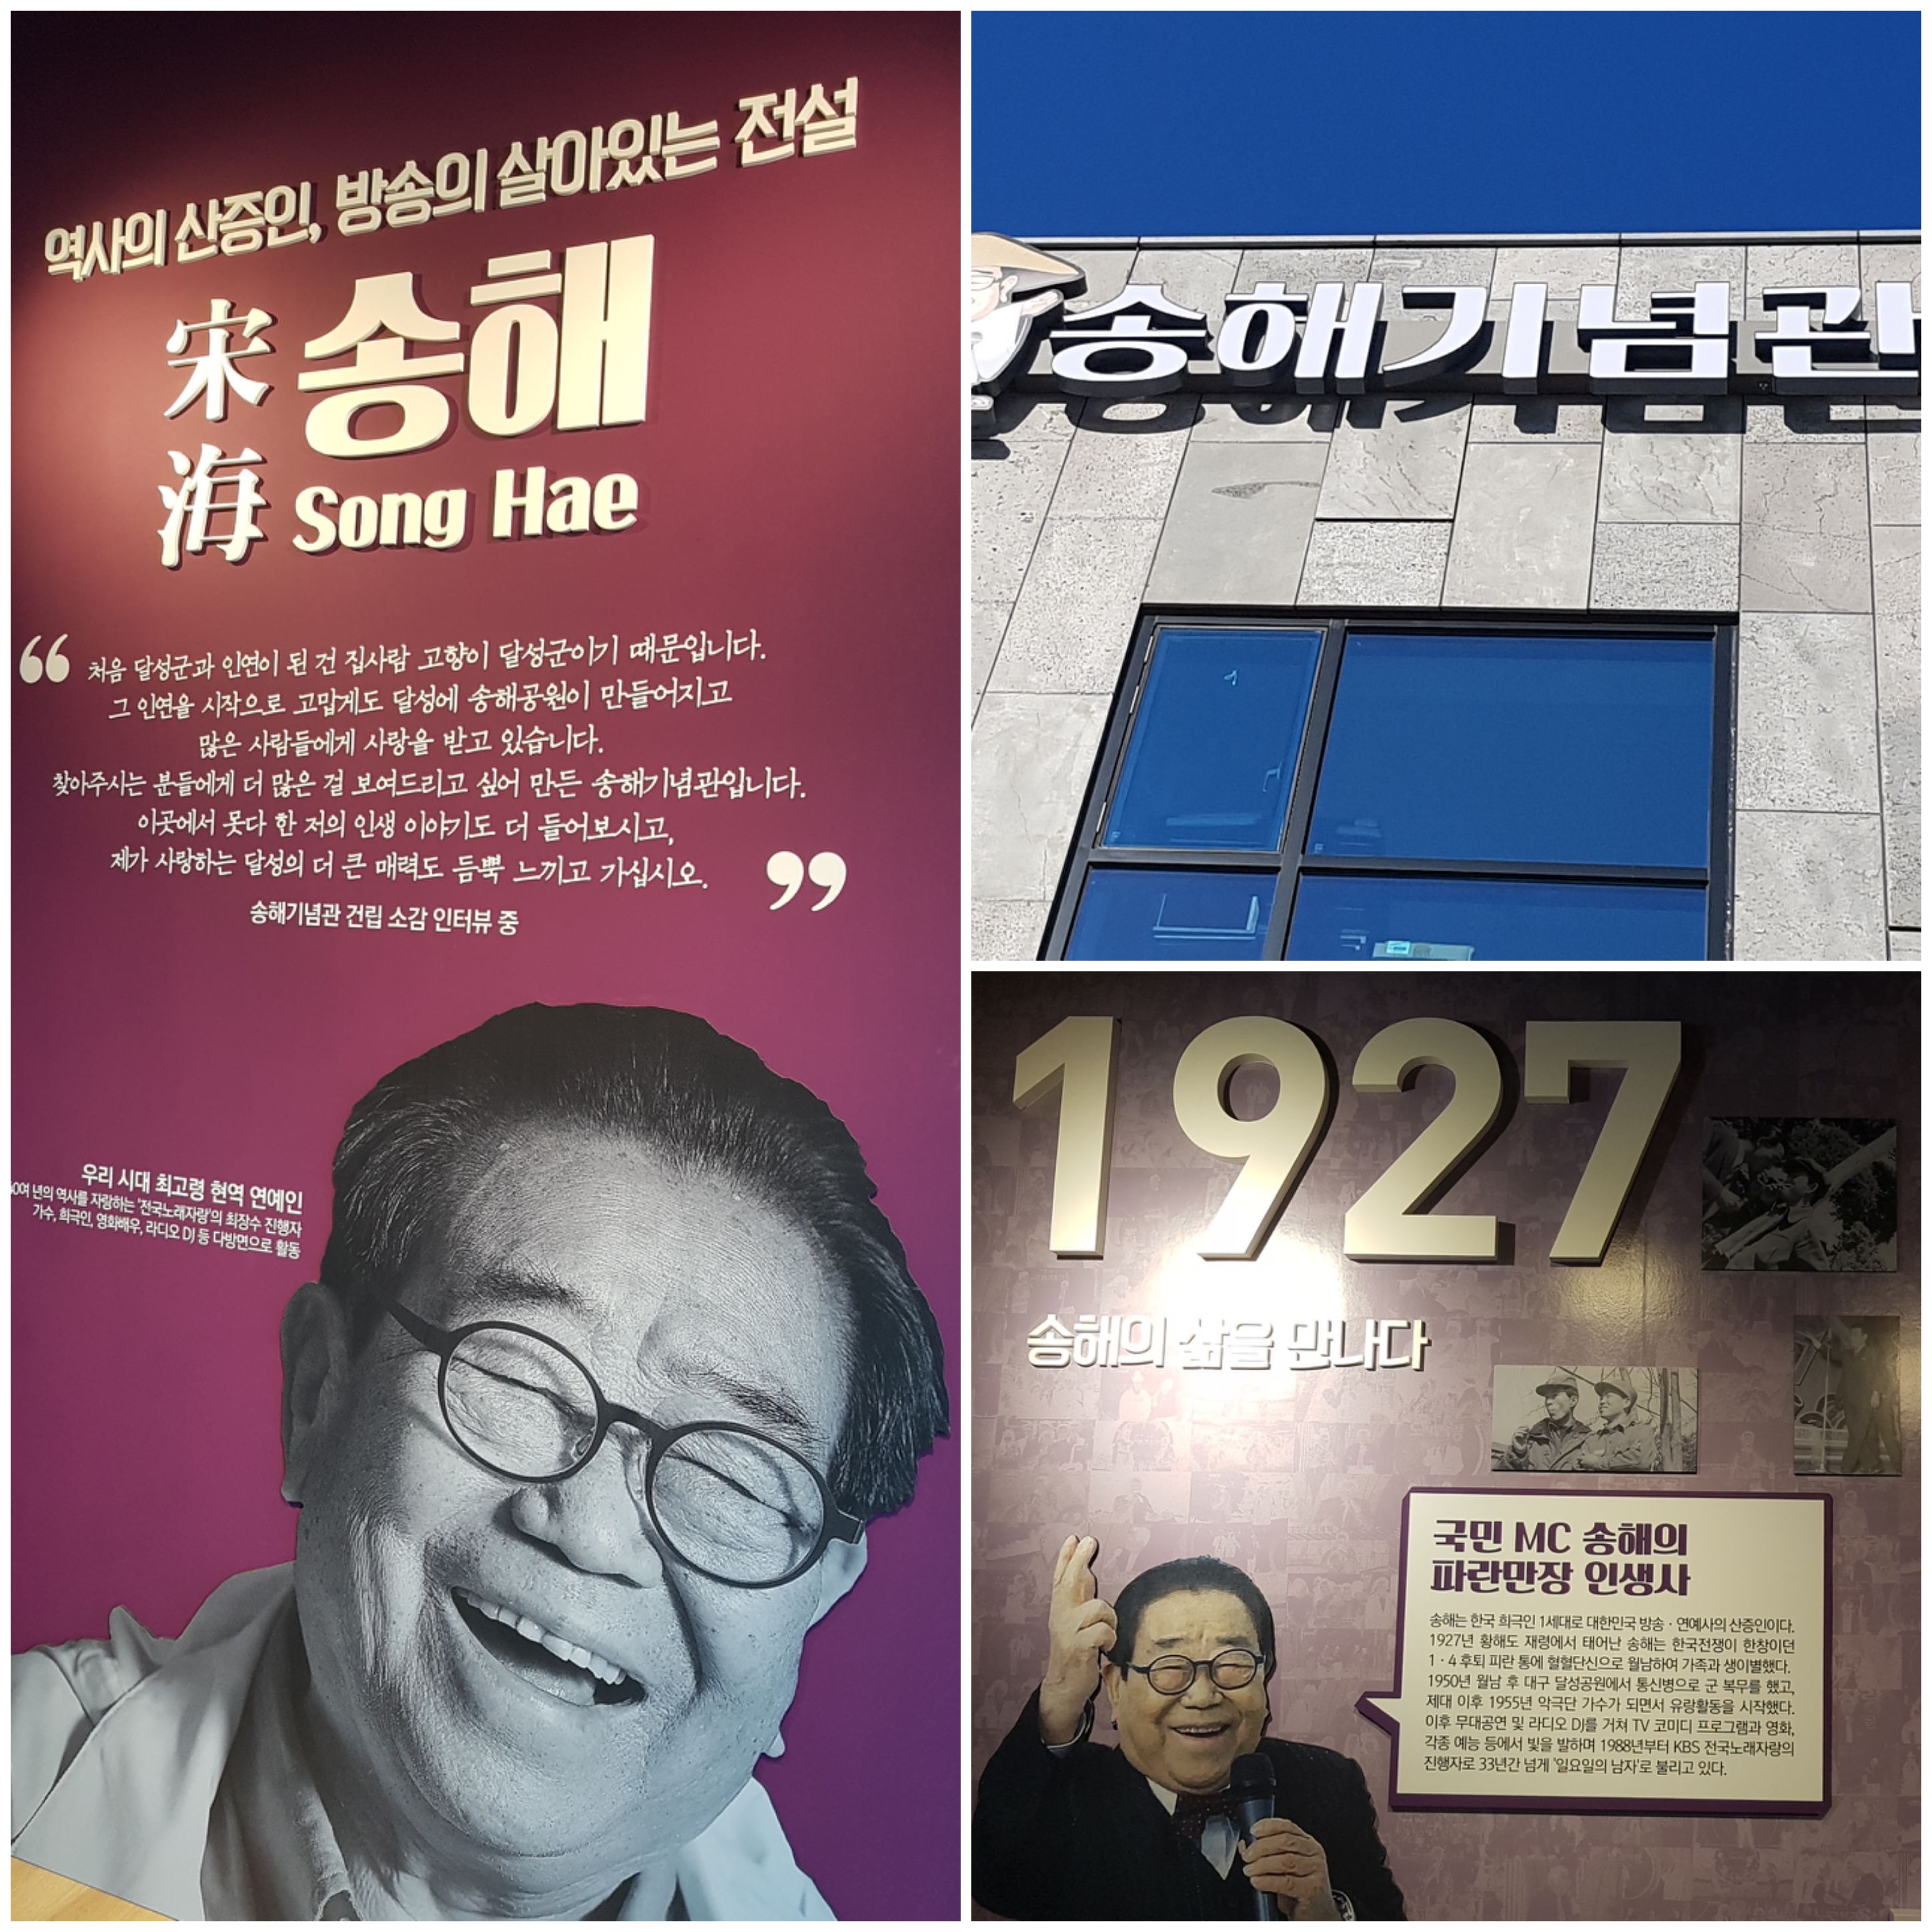 역사의 산증인, 방송의 살아있는 전설
宋海
송해
Song Hae
“ 처음 달성군과 인연이 된 건 집사람 고향이 달성군이기 때문입니다.
그 인연을 시작으로 고맙게도 달성에 송해공원이 만들어지고
많은 사람들에게 사랑을 받고 있습니다.
찾아주시는 분들에게 더 많은 걸 보여드리고 싶어 만든 송해기념관입니다.
이곳에서 못다 한 저의 인생 이야기도 더 들어보시고,
제가 사랑하는 달성의 더 큰 매력도 듬뿍 느끼고 가십시오. ”
송해기념관 건립 소감 인터뷰 중
우리 시대 최고령 현역 연예인
년의 역사를 자랑하는 '전국노래자랑'의 최장수 진행자
가수, 희극인, 영화배우, 라디오 DJ 등 다방면으로 활동
송해기념관
1927
송해의 삶을 만나다
국민 MC 송해의
파란만장 인생사
송해는 한국 희극인 1세대로 대한민국 방송 · 연예사의 산증인이다.
1927년 황해도 재령에서 태어난 송해는 한국전쟁이 한창이던
1 · 4 후퇴 피란 통에 혈혈단신으로 월남하여 가족과 생이별했다.
1950년 월남 후 대구 달성공원에서 통신병으로 군 복무를 했고,
제대 이후 1955년 악극단 가수가 되면서 유랑활동을 시작했다.
이후 무대공연 및 라디오 DJ를 거쳐 TV 코미디 프로그램과 영화,
각종 예능 등에서 빛을 발하며 1988년부터 KBS 전국노래자랑의
진행자로 33년간 넘게 '일요일의 남자'로 불리고 있다.